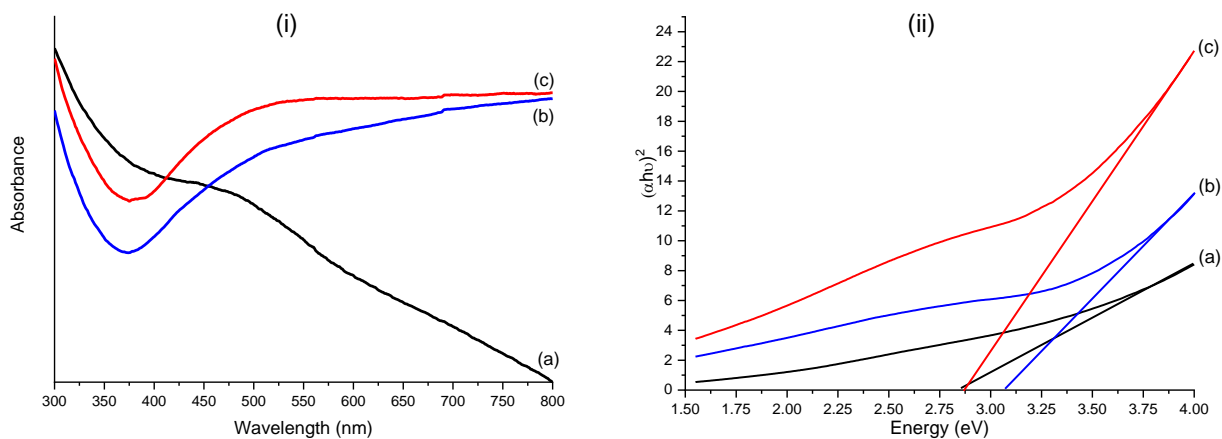 (i)
Absorbance
(c)
(b)
(a)
300 350 400 450 500 550 600 650 700 750 800
Wavelength (nm)
(ii)
(αhυ)²
24
22
20
18
16
14
12
10
8
6
4
2
0
(c)
(b)
(a)
1.50 1.75 2.00 2.25 2.50 2.75 3.00 3.25 3.50 3.75 4.00
Energy (eV)